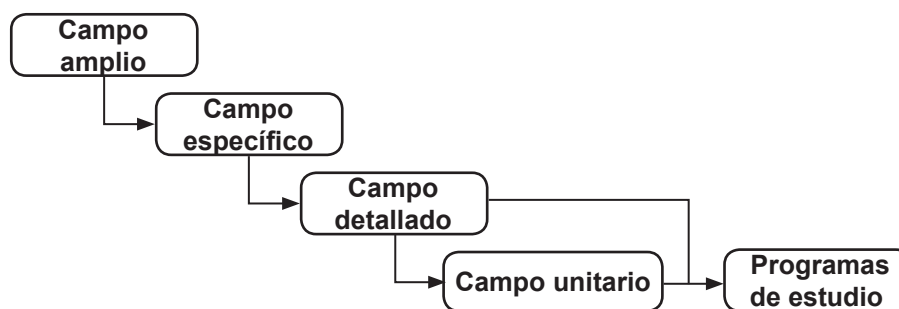 Campo
amplio
Campo
específico
Campo
detallado
Campo unitario
Programas
de estudio